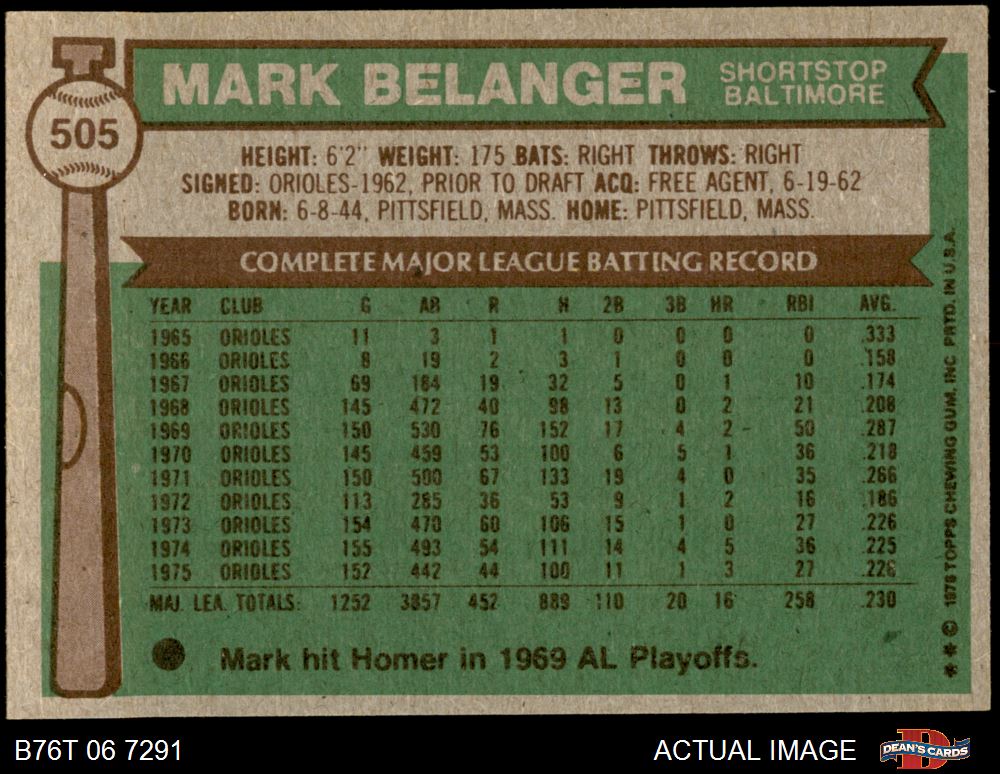 505
MARK BELANGER
SHORTSTOP
BALTIMORE
HEIGHT: 6'2" WEIGHT: 175 BATS: RIGHT THROWS: RIGHT
SIGNED: ORIOLES-1962, PRIOR TO DRAFT ACQ: FREE AGENT, 6-19-62
BORN: 6-8-44, PITTSFIELD, MASS. HOME: PITTSFIELD, MASS.
COMPLETE MAJOR LEAGUE BATTING RECORD
YEAR CLUB G AB R H 2B 3B HR RBI AVG.
1965 ORIOLES 11 3 1 1 0 0 0 0 .333
1966 ORIOLES 8 19 2 3 1 0 0 0 .158
1967 ORIOLES 69 184 19 32 5 0 1 10 .174
1968 ORIOLES 145 472 40 98 13 0 2 21 .208
1969 ORIOLES 150 530 76 152 17 4 2 50 .287
1970 ORIOLES 145 459 53 100 6 5 1 36 .218
1971 ORIOLES 150 500 67 133 19 4 0 35 .266
1972 ORIOLES 113 285 36 53 9 1 2 16 .186
1973 ORIOLES 154 470 60 106 15 1 0 27 .226
1974 ORIOLES 155 493 54 111 14 4 5 36 .225
1975 ORIOLES 152 442 44 100 11 1 3 27 .226
MAJ. LEA. TOTALS: 1252 3857 452 889 110 20 16 258 .230
Mark hit Homer in 1969 AL Playoffs.
** © 1976 TOPPS CHEWING GUM, INC PRTD. IN U.S.A.
B76T 06 7291
ACTUAL IMAGE
DEAN'S CARDS